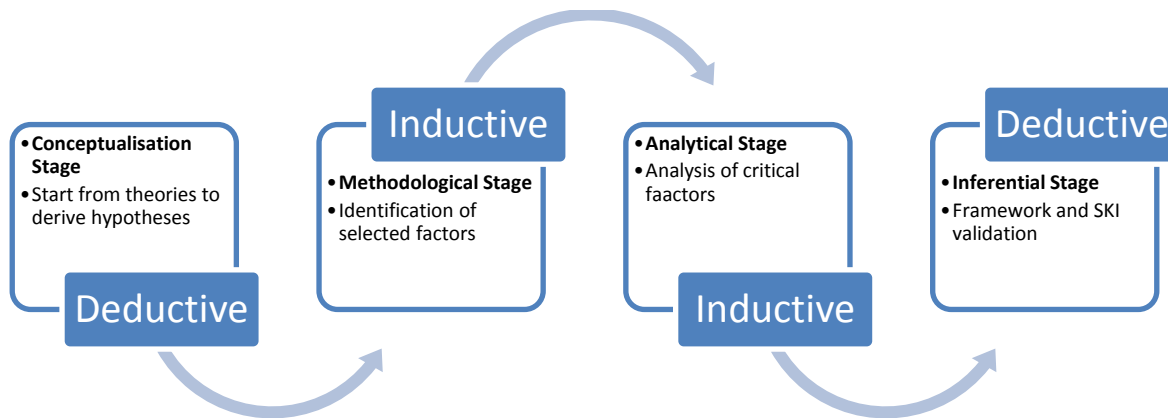 •Conceptualisation
Stage
•Start from theories to
derive hypotheses
Deductive
Inductive
•Methodological Stage
•Identification of
selected factors
•Analytical Stage
•Analysis of critical
faactors
Inductive
Deductive
•Inferential Stage
•Framework and SKI
validation